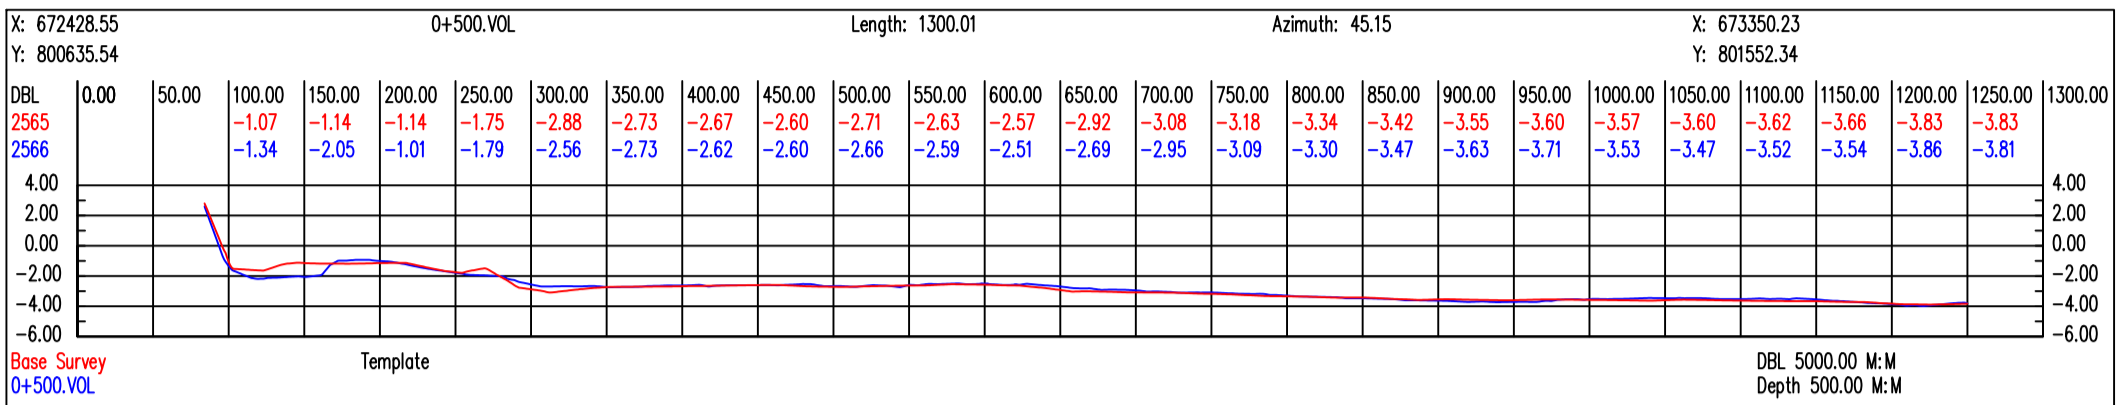 X: 672428.55 0+500.VOL Length: 1300.01 Azimuth: 45.15 X: 673350.23
Y: 800635.54 Y: 801552.34
DBL 0.00 50.00 100.00 150.00 200.00 250.00 300.00 350.00 400.00 450.00 500.00 550.00 600.00 650.00 700.00 750.00 800.00 850.00 900.00 950.00 1000.00 1050.00 1100.00 1150.00 1200.00 1250.00 1300.00
2565 -1.07 -1.14 -1.14 -1.75 -2.88 -2.73 -2.67 -2.60 -2.71 -2.63 -2.57 -2.92 -3.08 -3.18 -3.34 -3.42 -3.55 -3.60 -3.57 -3.60 -3.62 -3.66 -3.83 -3.83
2566 -1.34 -2.05 -1.01 -1.79 -2.56 -2.73 -2.62 -2.60 -2.66 -2.59 -2.51 -2.69 -2.95 -3.09 -3.30 -3.47 -3.63 -3.71 -3.53 -3.47 -3.52 -3.54 -3.86 -3.81
4.00 4.00
2.00 2.00
0.00 0.00
-2.00 -2.00
-4.00 -4.00
-6.00 -6.00
Base Survey Template DBL 5000.00 M:M
0+500.VOL Depth 500.00 M:M